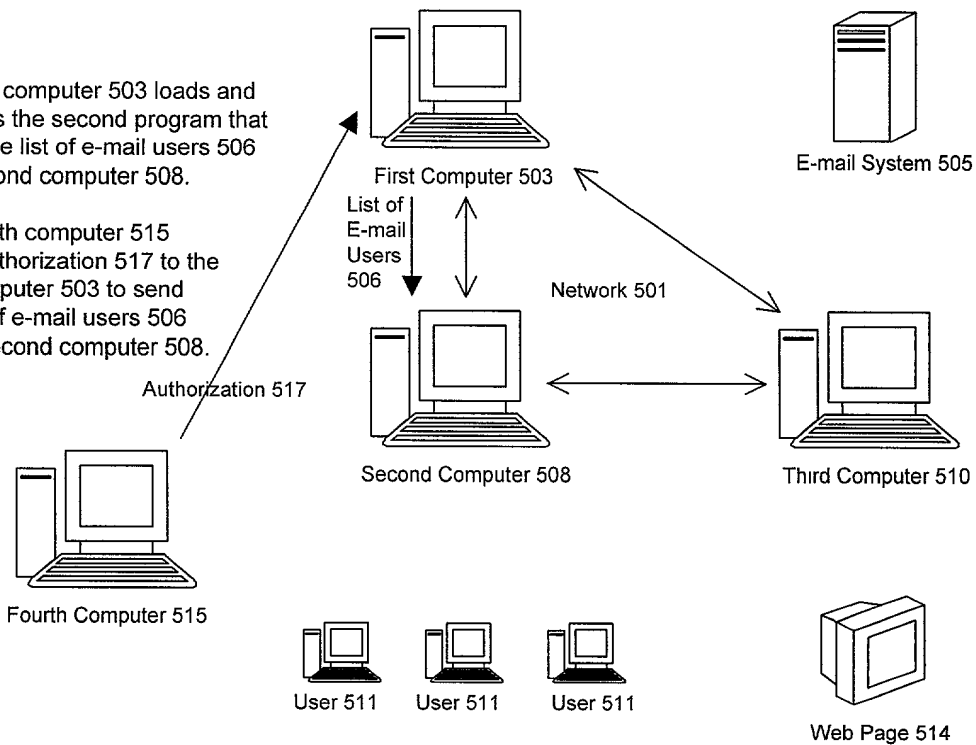 computer 503 loads and
s the second program that
e list of e-mail users 506
ond computer 508.
th computer 515
thorization 517 to the
puter 503 to send
f e-mail users 506
econd computer 508.
First Computer 503
E-mail System 505
List of
E-mail
Users
506
Network 501
Authorization 517
Second Computer 508
Third Computer 510
Fourth Computer 515
User 511
User 511
User 511
Web Page 514